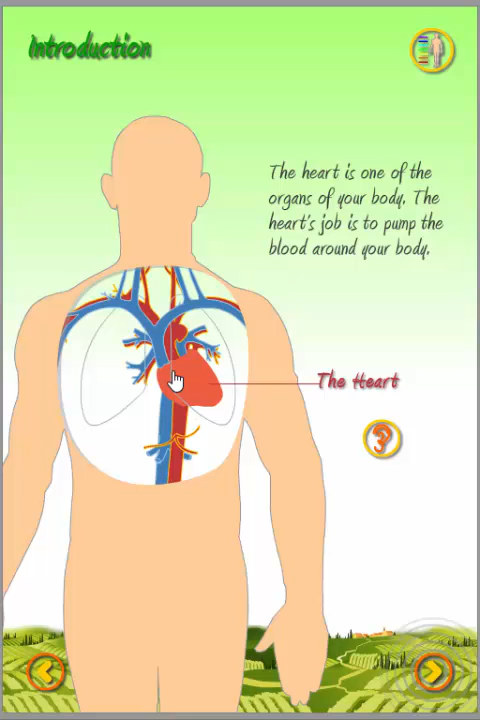 Introduction
The heart is one of the
organs of your body. The
heart's job is to pump the
blood around your body.
The Heart